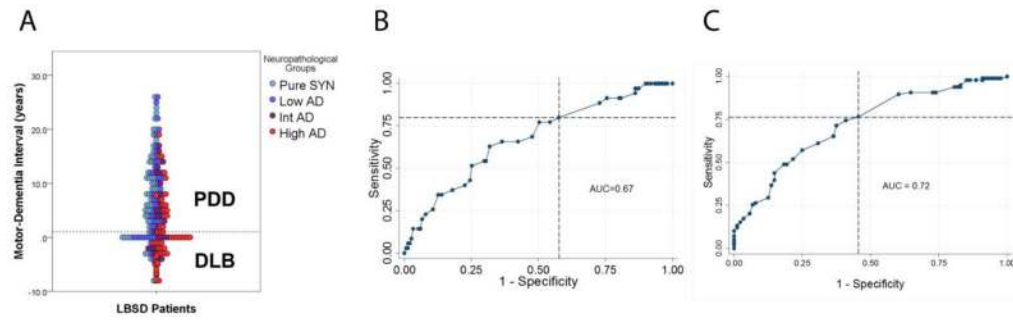 A
Neuropathological
Groups
Pure SYN
Low AD
Int AD
High AD
Motor-Dementia Interval (years)
30.0
20.0
10.0
.0
-10.0
PDD
DLB
LBSD Patients
B
Sensitivity
1.00
0.75
0.50
0.25
0.00
AUC=0.67
0.00 0.25 0.50 0.75 1.00
1 - Specificity
C
Sensitivity
1.00
0.75
0.50
0.25
0.00
AUC = 0.72
0.00 0.25 0.50 0.75 1.00
1 - Specificity